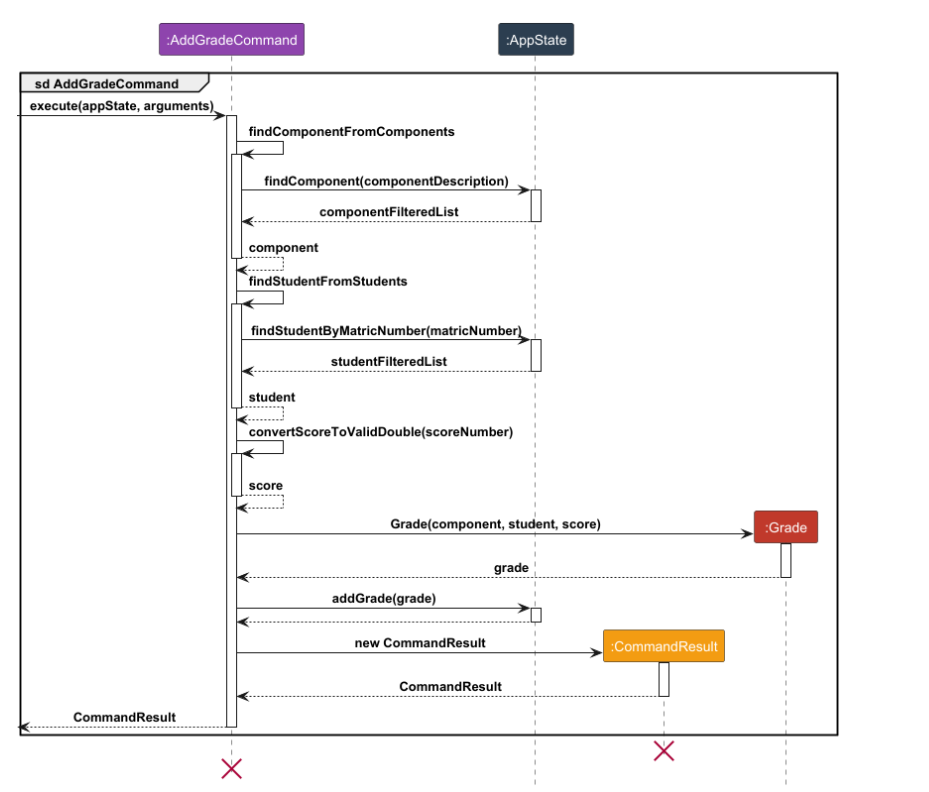 :AddGradeCommand
:AppState
sd AddGradeCommand
execute(appState, arguments)
findComponentFromComponents
findComponent(componentDescription)
componentFilteredList
component
findStudentFromStudents
findStudentByMatricNumber(matricNumber)
studentFilteredList
student
convertScoreToValidDouble(scoreNumber)
score
Grade(component, student, score)
:Grade
grade
addGrade(grade)
new CommandResult
:CommandResult
CommandResult
CommandResult